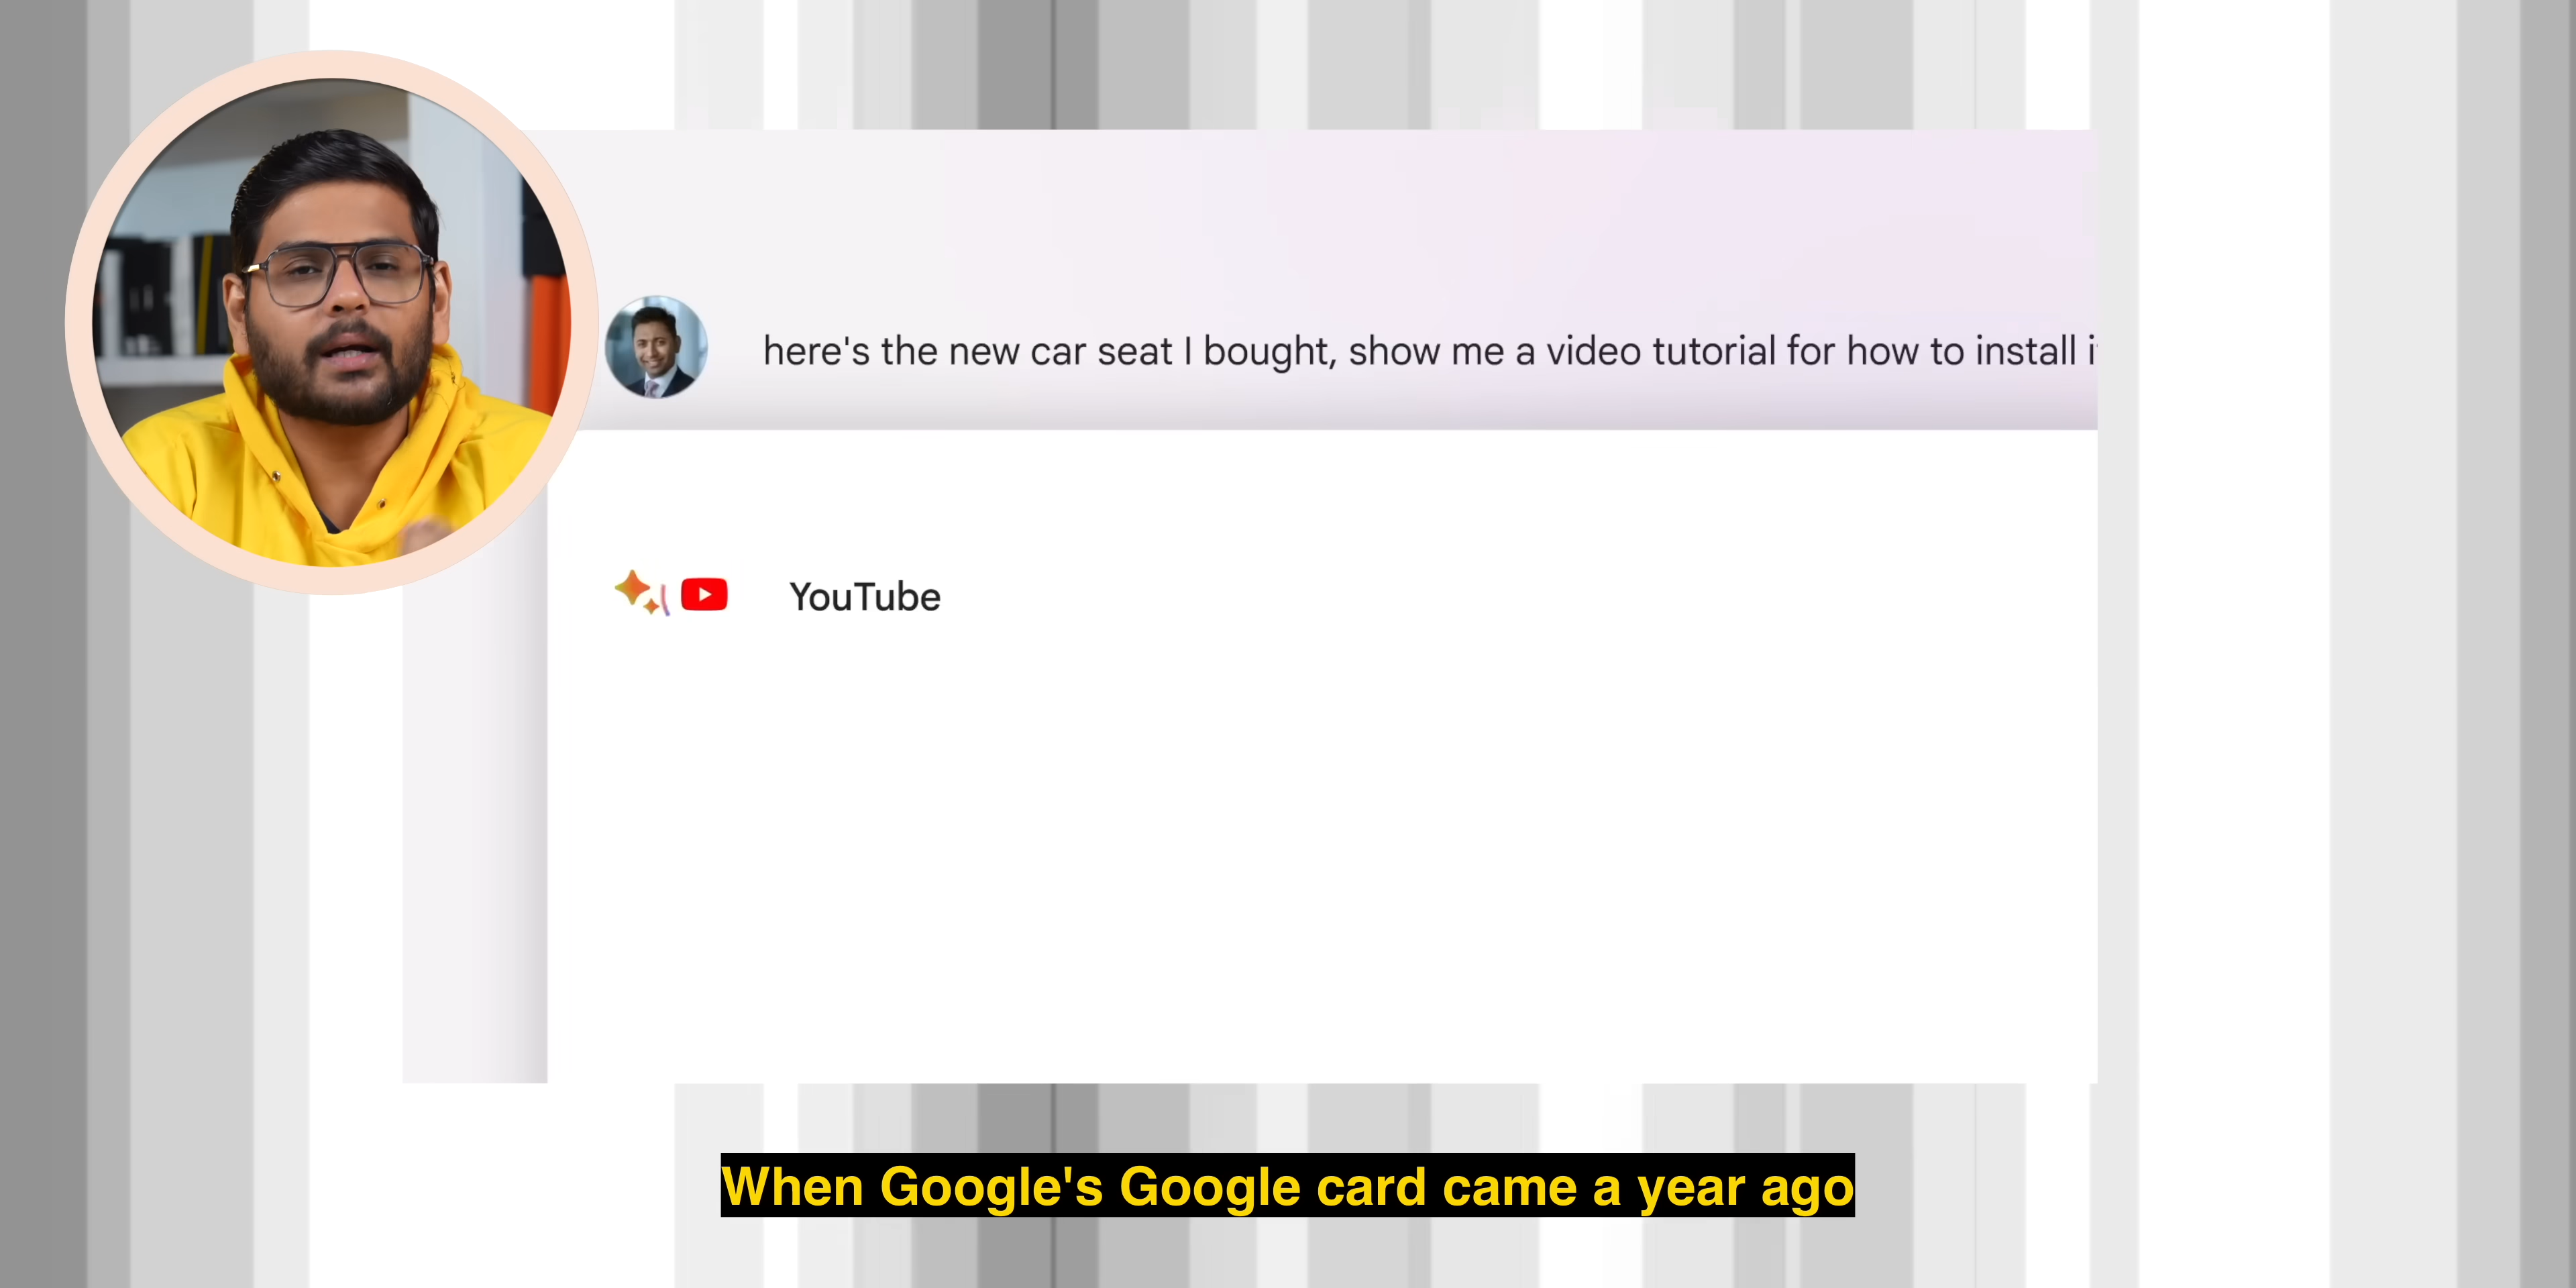 here's the new car seat I bought, show me a video tutorial for how to install i
YouTube
When Google's Google card came a year ago